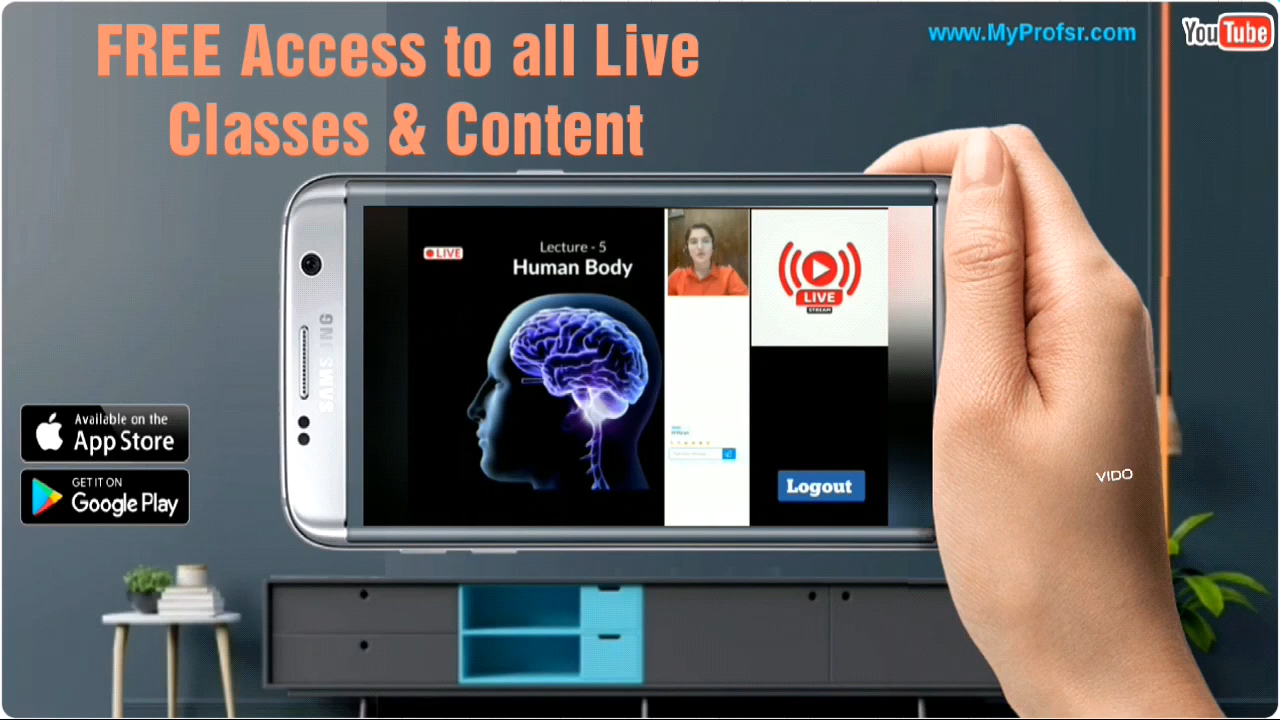 FREE Access to all Live
Classes & Content
www.MyProfsr.com
YouTube
LIVE
Lecture - 5
Human Body
LIVE
STREAM
SAMSUNG
Logout
Available on the
App Store
GET IT ON
Google Play
VIDO